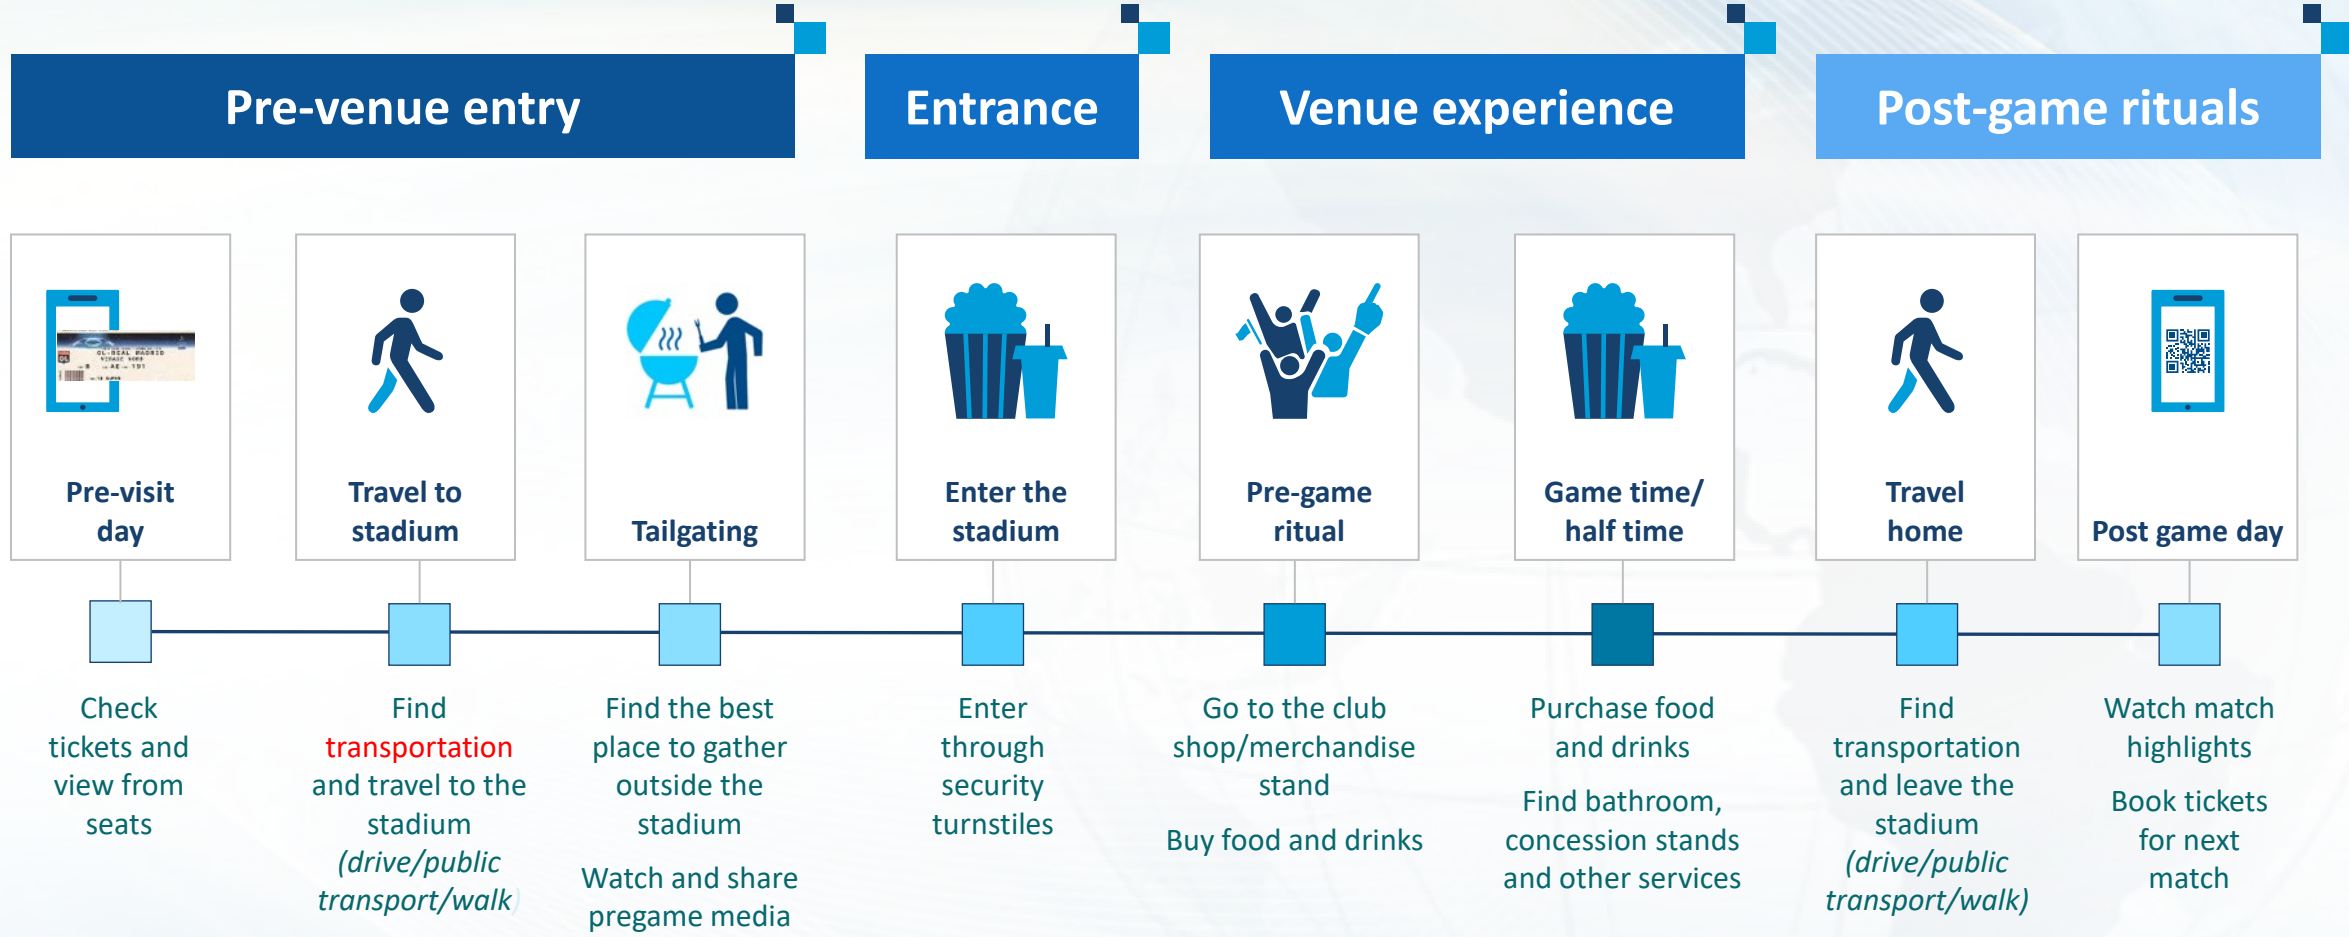 Pre-venue entry
Entrance
Venue experience
Post-game rituals
OL-REAL MADRID
VIRAGE NORD
Pre-visit
day
Travel to
stadium
Tailgating
Enter the
stadium
Pre-game
ritual
Game time/
half time
Travel
home
Post game day
Check
tickets and
view from
seats
Find
transportation
and travel to the
stadium
(drive/public
transport/walk)
Find the best
place to gather
outside the
stadium
Watch and share
pregame media
Enter
through
security
turnstiles
Go to the club
shop/merchandise
stand
Buy food and drinks
Purchase food
and drinks
Find bathroom,
concession stands
and other services
Find
transportation
and leave the
stadium
(drive/public
transport/walk)
Watch match
highlights
Book tickets
for next
match